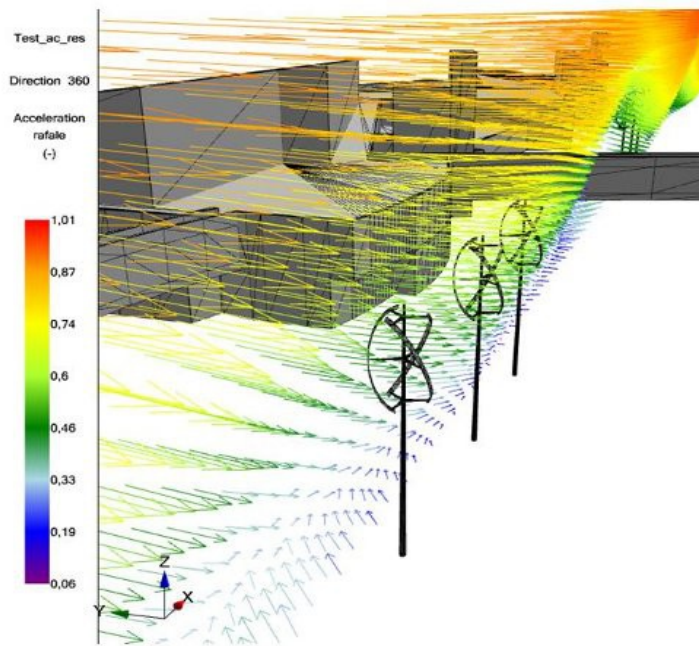 Test_ac_res
Direction 360
Acceleration
rafale
(-)
1,01
0,87
0,74
0,6
0,46
0,33
0,19
0,06
Z
Y
X